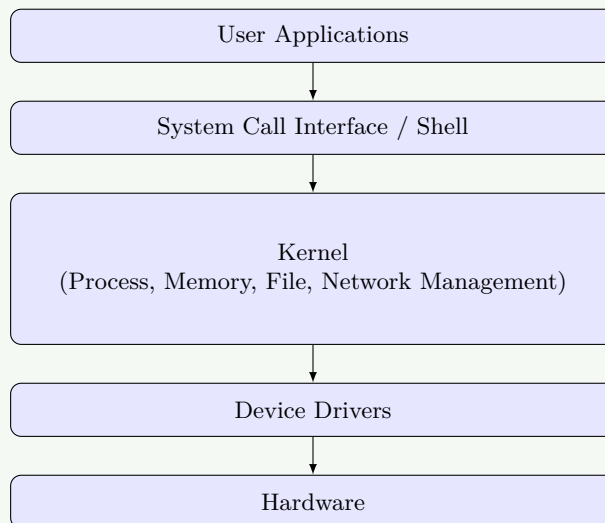 User Applications
System Call Interface / Shell
Kernel
(Process, Memory, File, Network Management)
Device Drivers
Hardware